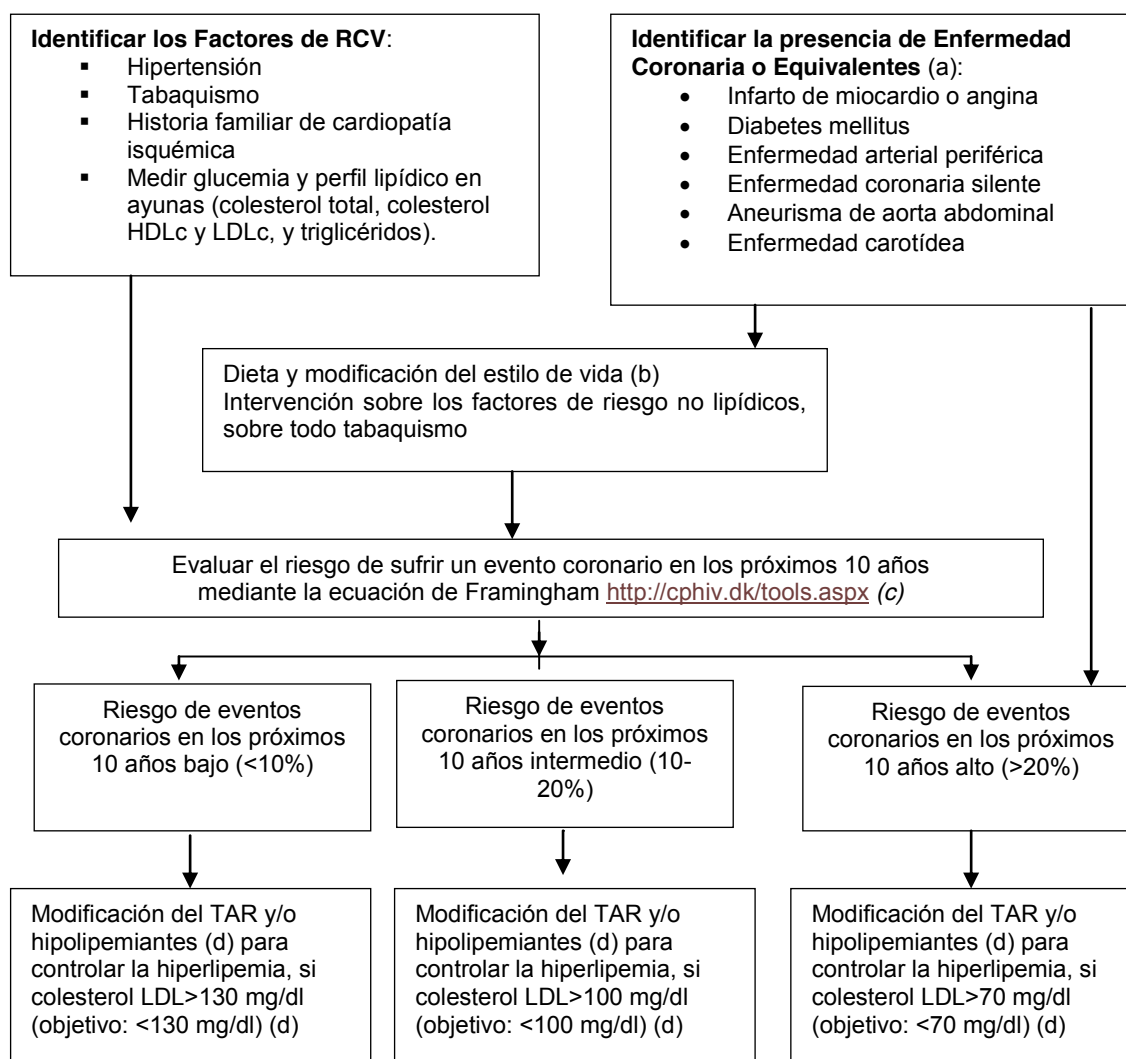 Identificar los Factores de RCV:
▪ Hipertensión
▪ Tabaquismo
▪ Historia familiar de cardiopatía
isquémica
▪ Medir glucemia y perfil lipídico en
ayunas (colesterol total, colesterol
HDLc y LDLc, y triglicéridos).
Identificar la presencia de Enfermedad
Coronaria o Equivalentes (a):
• Infarto de miocardio o angina
• Diabetes mellitus
• Enfermedad arterial periférica
• Enfermedad coronaria silente
• Aneurisma de aorta abdominal
• Enfermedad carotídea
Dieta y modificación del estilo de vida (b)
Intervención sobre los factores de riesgo no lipídicos,
sobre todo tabaquismo
Evaluar el riesgo de sufrir un evento coronario en los próximos 10 años
mediante la ecuación de Framingham http://cphiv.dk/tools.aspx (c)
Riesgo de eventos
coronarios en los próximos
10 años bajo (<10%)
Riesgo de eventos
coronarios en los próximos
10 años intermedio (10-
20%)
Riesgo de eventos
coronarios en los próximos
10 años alto (>20%)
Modificación del TAR y/o
hipolipemiantes (d) para
controlar la hiperlipemia, si
colesterol LDL>130 mg/dl
(objetivo: <130 mg/dl) (d)
Modificación del TAR y/o
hipolipemiantes (d) para
controlar la hiperlipemia, si
colesterol LDL>100 mg/dl
(objetivo: <100 mg/dl) (d)
Modificación del TAR y/o
hipolipemiantes (d) para
controlar la hiperlipemia, si
colesterol LDL>70 mg/dl
(objetivo: <70 mg/dl) (d)